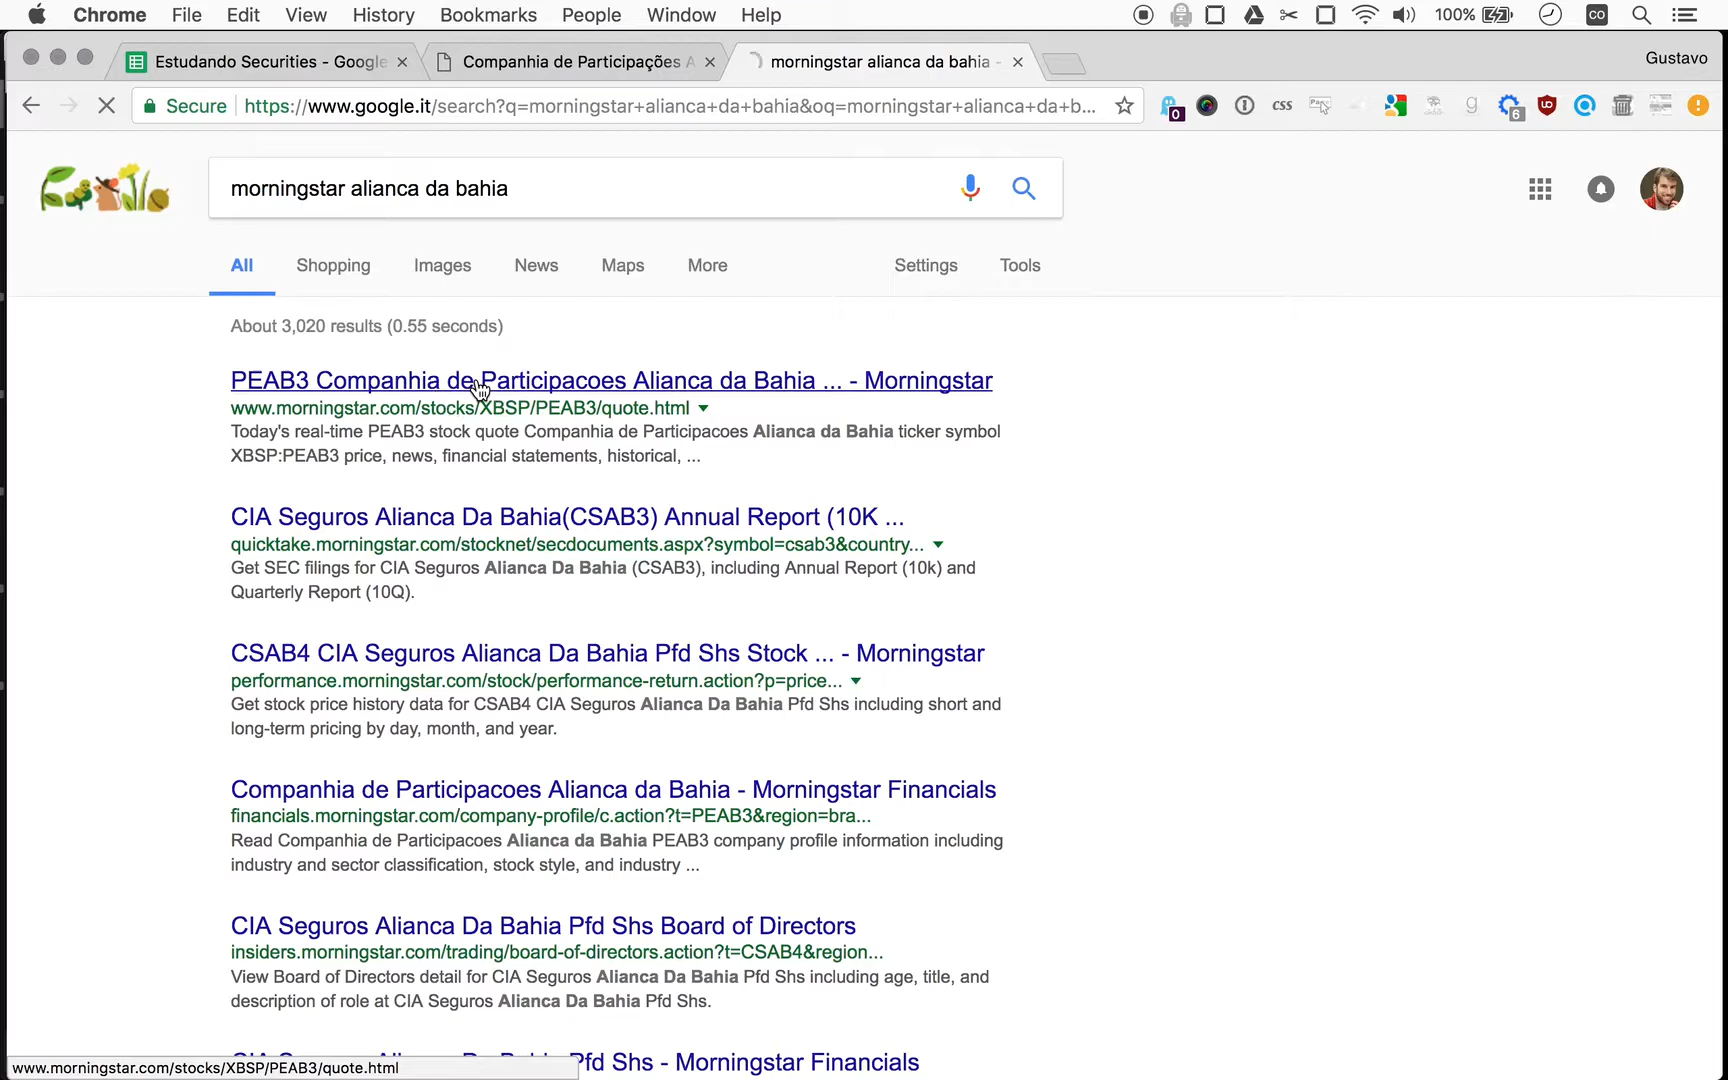 Chrome File Edit View History Bookmarks People Window Help 100% CO
Estudando Securities - Google Companhia de Participações A morningstar alianca da bahia - Gustavo
Secure https://www.google.it/search?q=morningstar+alianca+da+bahia&oq=morningstar+alianca+da+b... 0 CSS g 6
morningstar alianca da bahia
All Shopping Images News Maps More Settings Tools
About 3,020 results (0.55 seconds)
PEAB3 Companhia de Participacoes Alianca da Bahia ... - Morningstar
www.morningstar.com/stocks/XBSP/PEAB3/quote.html
Today's real-time PEAB3 stock quote Companhia de Participacoes Alianca da Bahia ticker symbol
XBSP:PEAB3 price, news, financial statements, historical, ...
CIA Seguros Alianca Da Bahia(CSAB3) Annual Report (10K ...
quicktake.morningstar.com/stocknet/secdocuments.aspx?symbol=csab3&country...
Get SEC filings for CIA Seguros Alianca Da Bahia (CSAB3), including Annual Report (10k) and
Quarterly Report (10Q).
CSAB4 CIA Seguros Alianca Da Bahia Pfd Shs Stock ... - Morningstar
performance.morningstar.com/stock/performance-return.action?p=price...
Get stock price history data for CSAB4 CIA Seguros Alianca Da Bahia Pfd Shs including short and
long-term pricing by day, month, and year.
Companhia de Participacoes Alianca da Bahia - Morningstar Financials
financials.morningstar.com/company-profile/c.action?t=PEAB3&region=bra...
Read Companhia de Participacoes Alianca da Bahia PEAB3 company profile information including
industry and sector classification, stock style, and industry ...
CIA Seguros Alianca Da Bahia Pfd Shs Board of Directors
insiders.morningstar.com/trading/board-of-directors.action?t=CSAB4&region...
View Board of Directors detail for CIA Seguros Alianca Da Bahia Pfd Shs including age, title, and
description of role at CIA Seguros Alianca Da Bahia Pfd Shs.
Pfd Shs - Morningstar Financials
www.morningstar.com/stocks/XBSP/PEAB3/quote.html